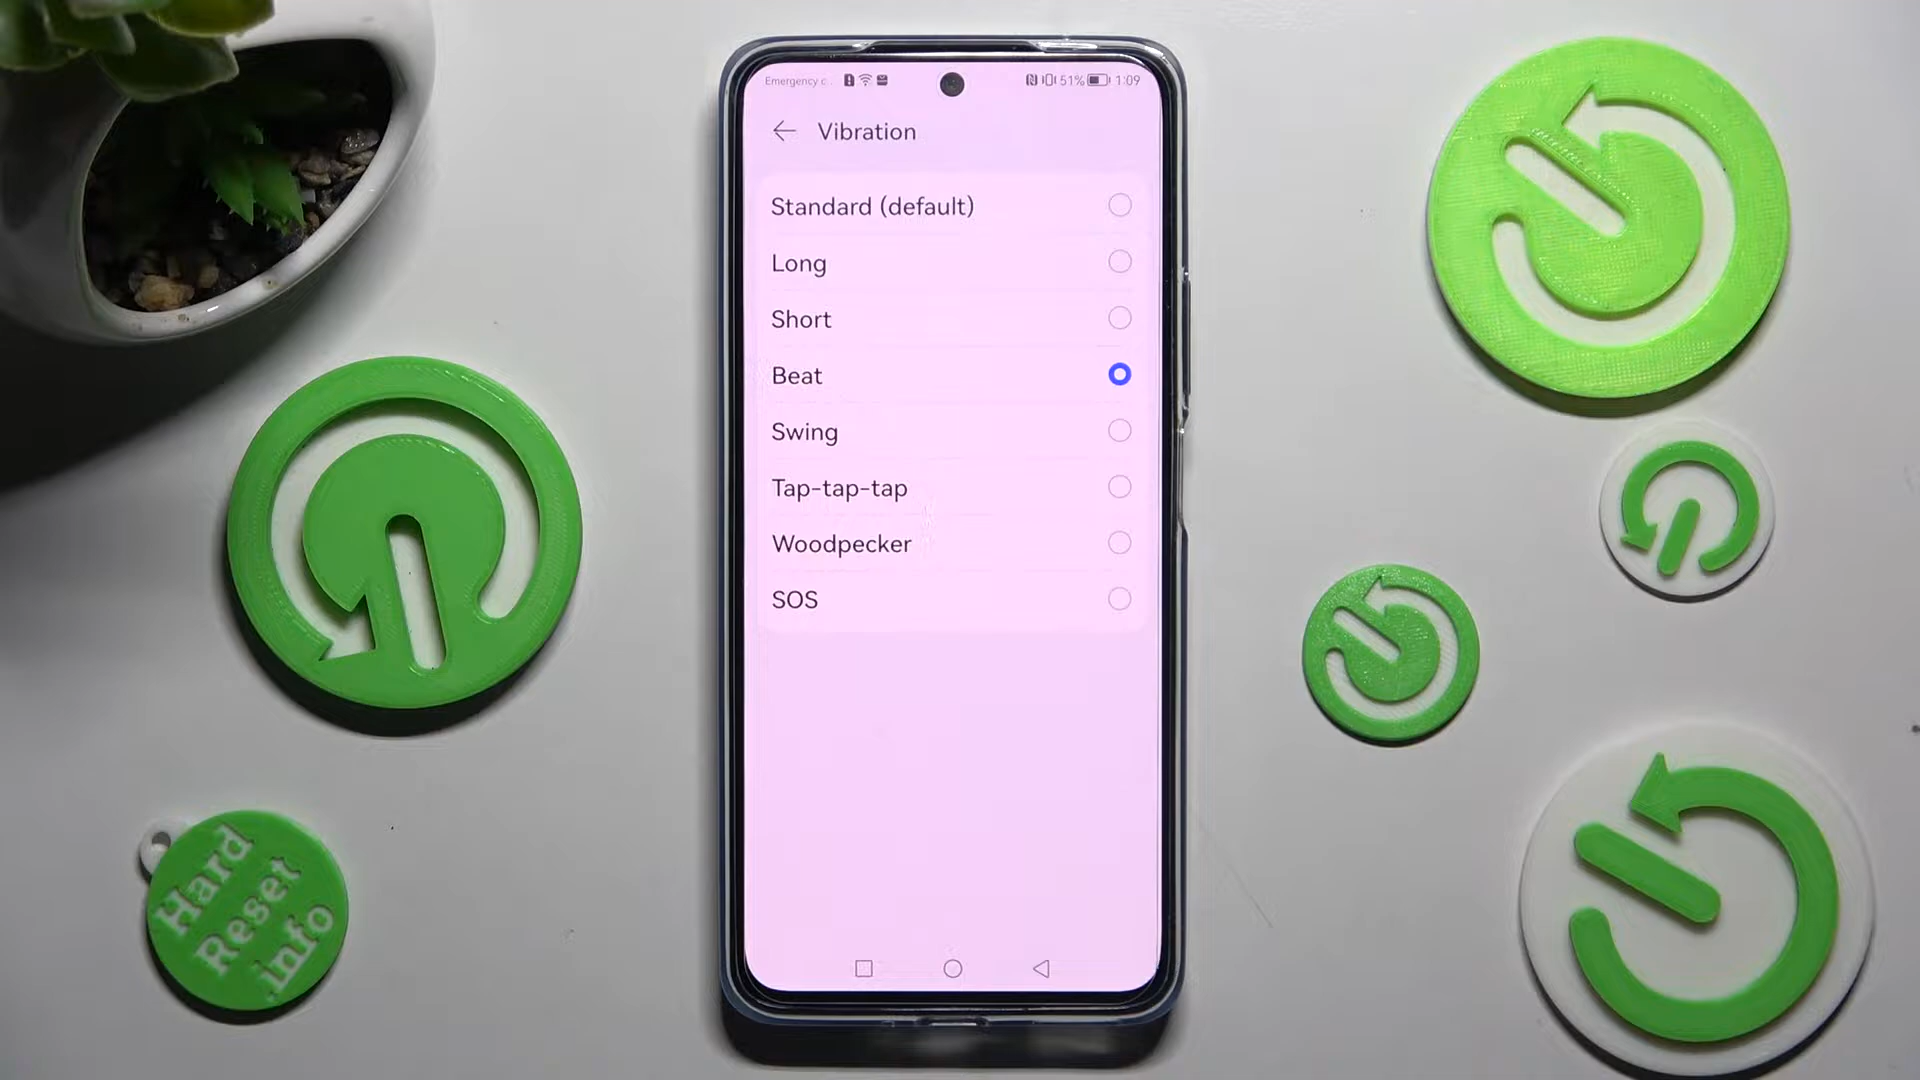 Emergency c... 51% 1:09
Vibration
Standard (default)
Long
Short
Beat
Swing
Tap-tap-tap
Woodpecker
SOS
Hard
Reset
.info